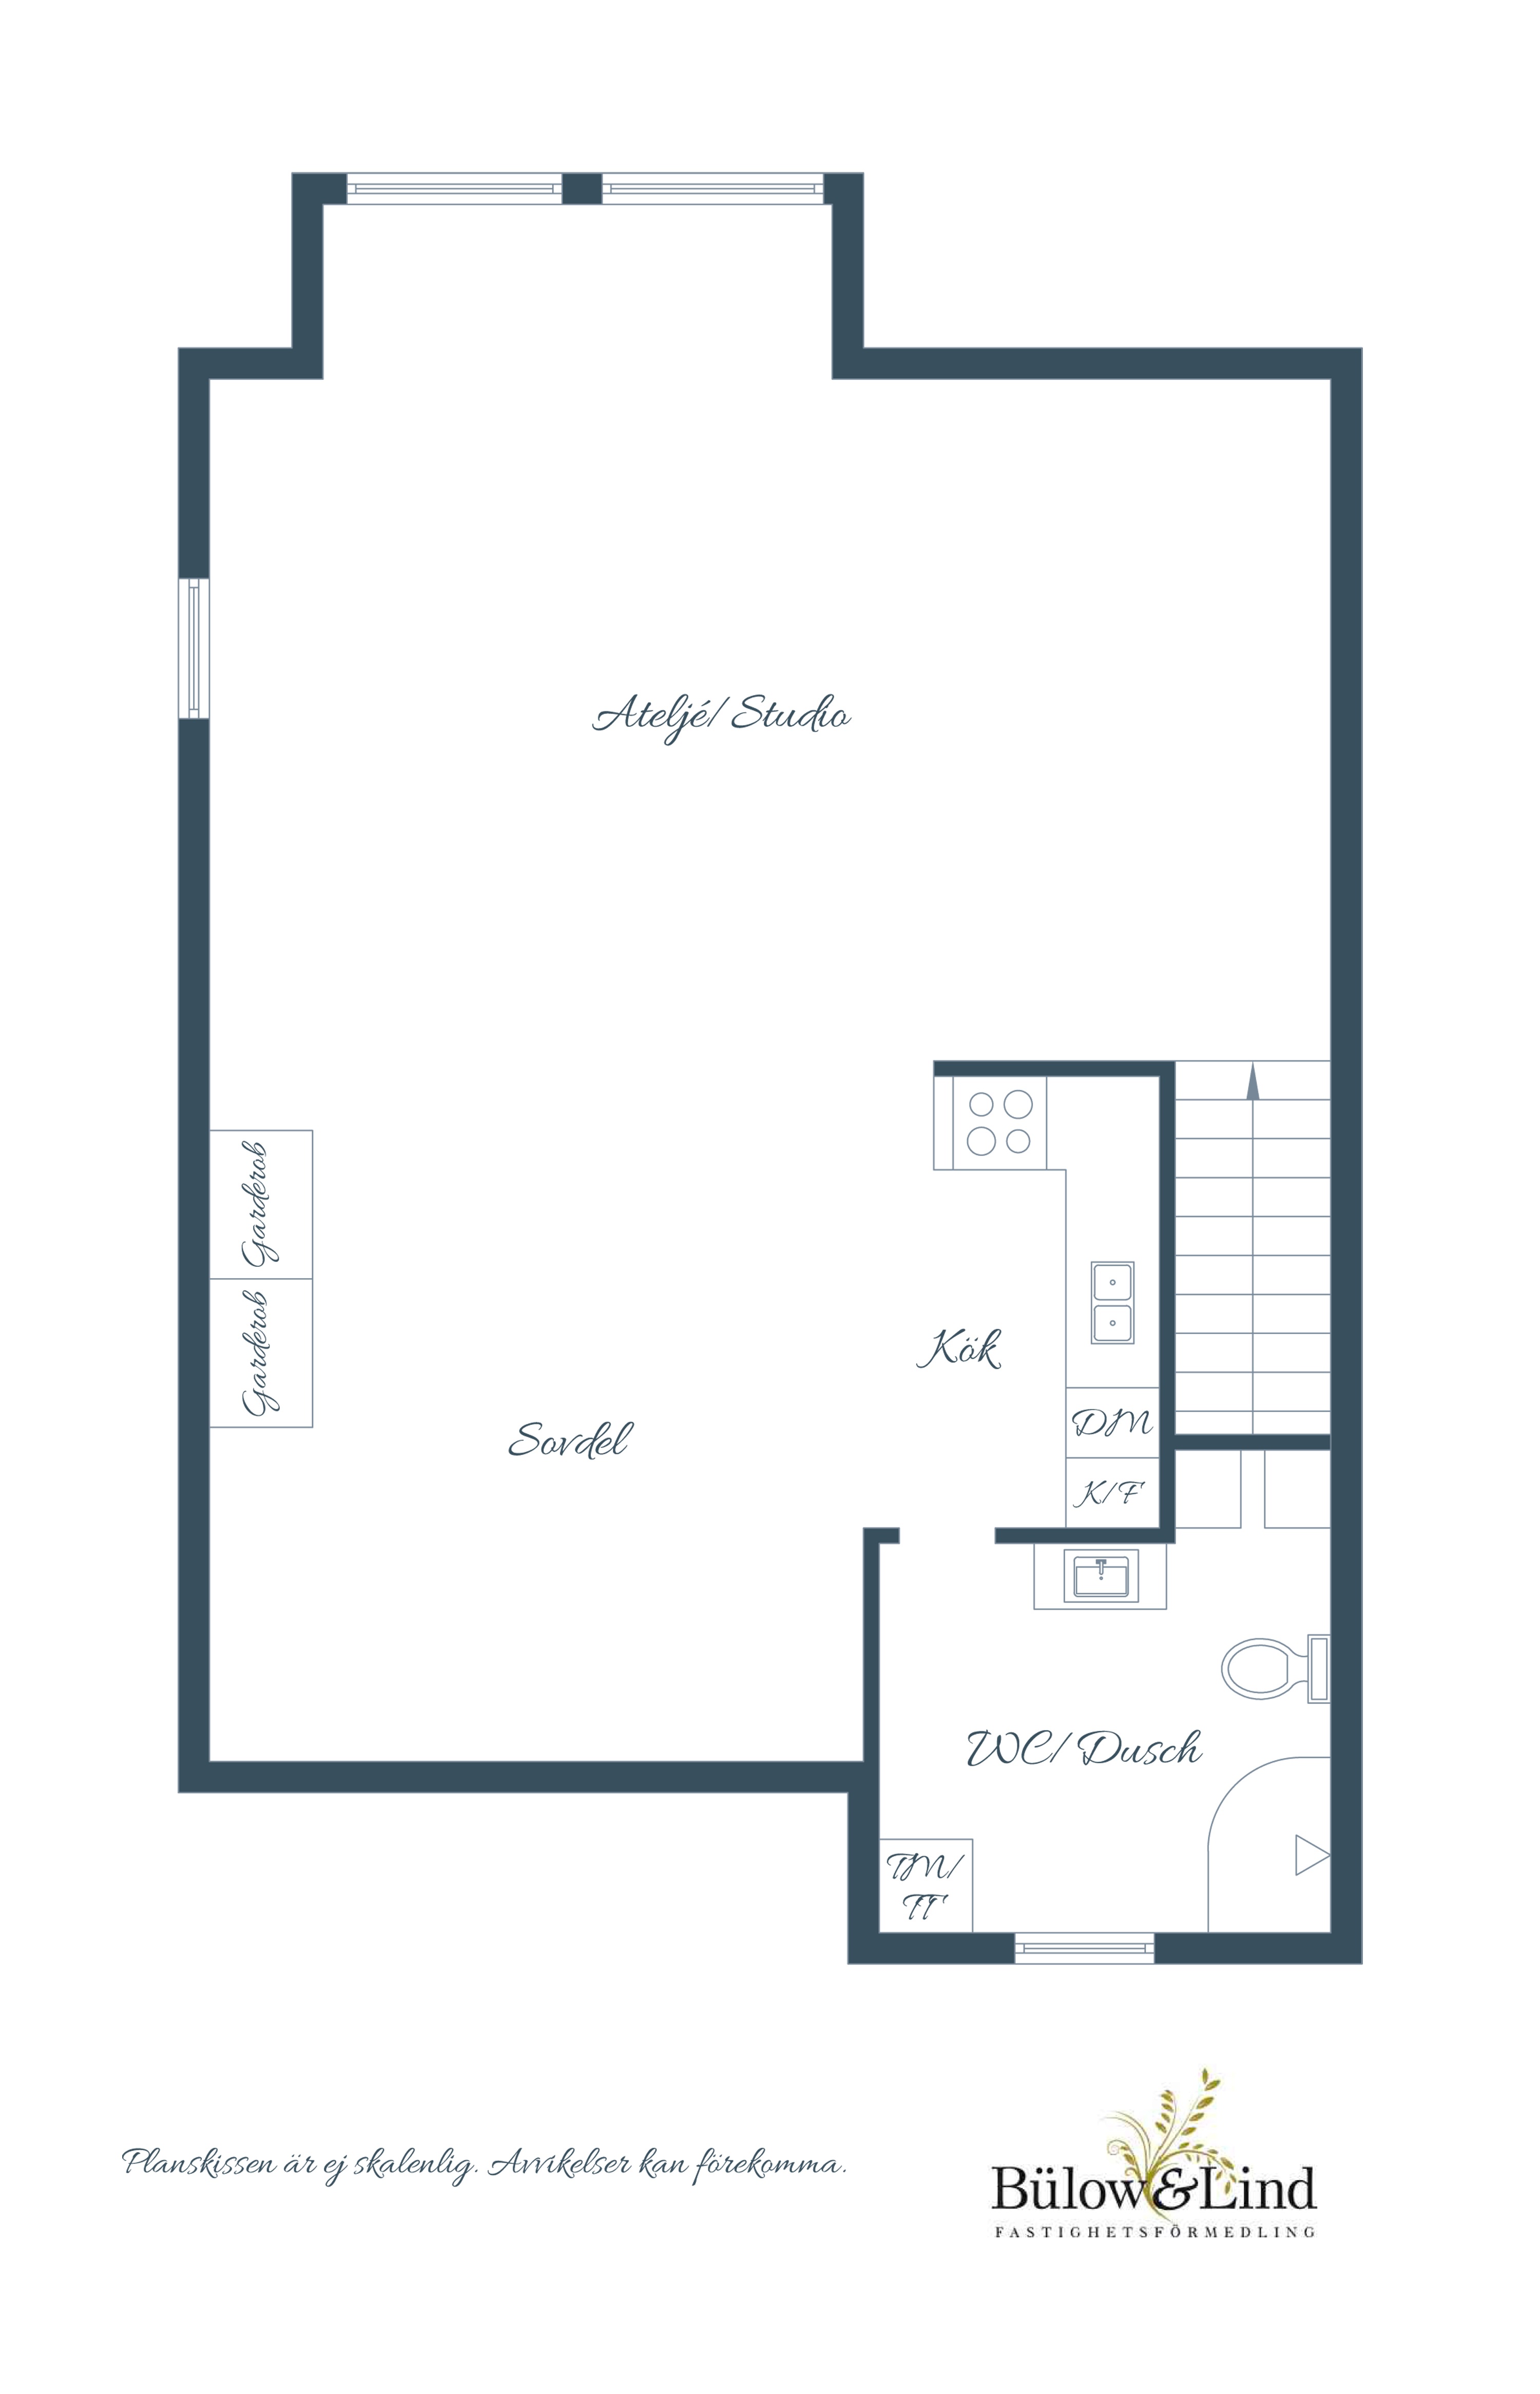 Ateljé/Studio
Garderob
Garderob
Kök
DM
Sovdel
K/F
WC/Dusch
TM/
TT
Planskissen är ej skalenlig. Avvikelser kan förekomma.
Bülow&Lind
FASTIGHETSFÖRMEDLING